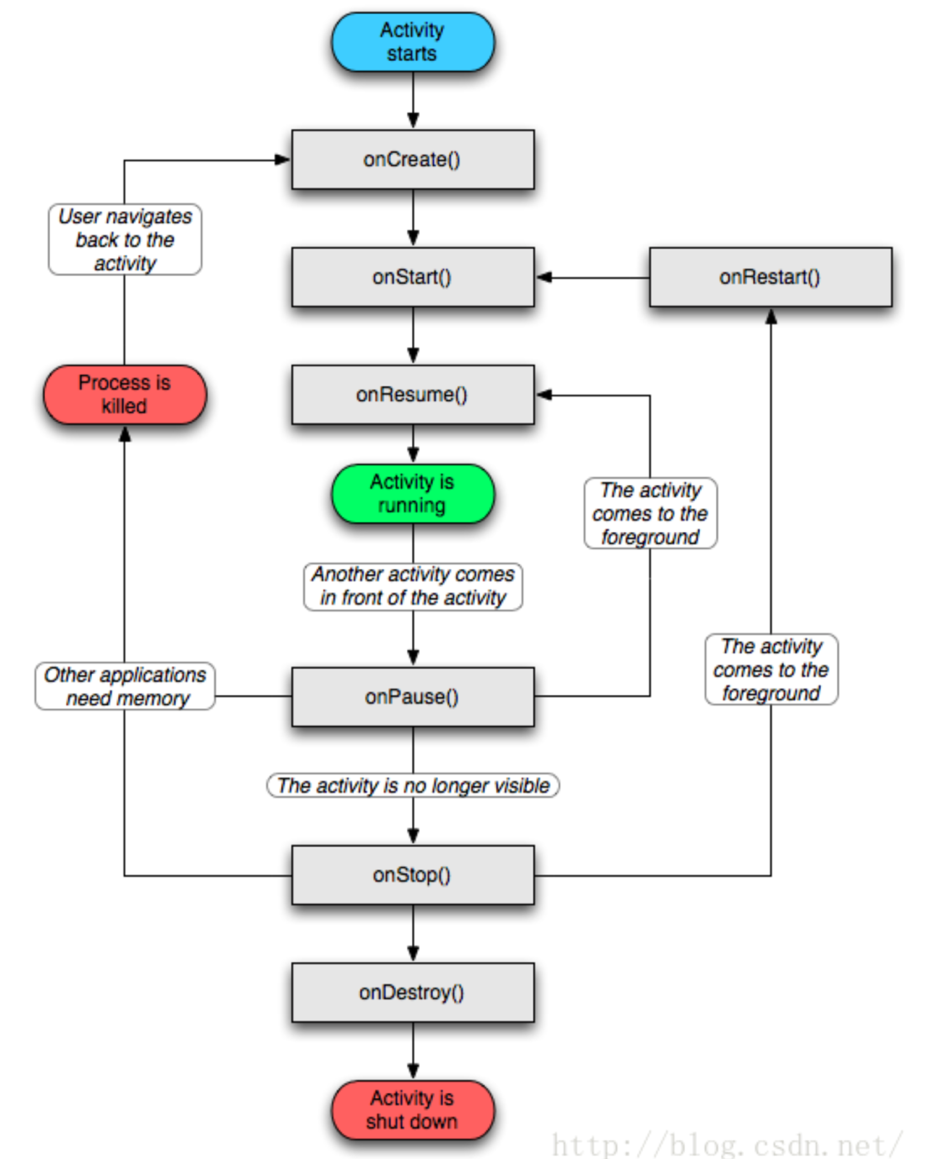 Activity
starts
onCreate()
User navigates
back to the
activity
onStart()
onRestart()
Process is
killed
onResume()
Activity is
running
The activity
comes to the
foreground
Another activity comes
in front of the activity
The activity
comes to the
foreground
Other applications
need memory
onPause()
The activity is no longer visible
onStop()
onDestroy()
Activity is
shut down
http://blog.csdn.net/